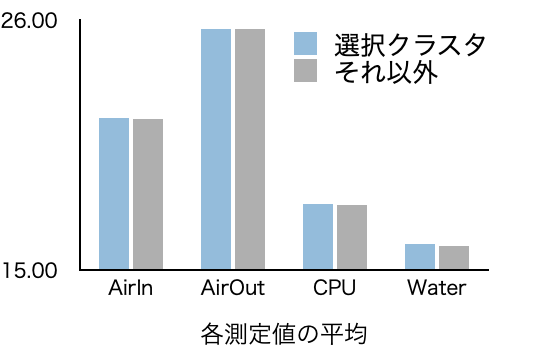 26.00
選択クラスタ
それ以外
15.00
AirIn AirOut CPU Water
各測定値の平均